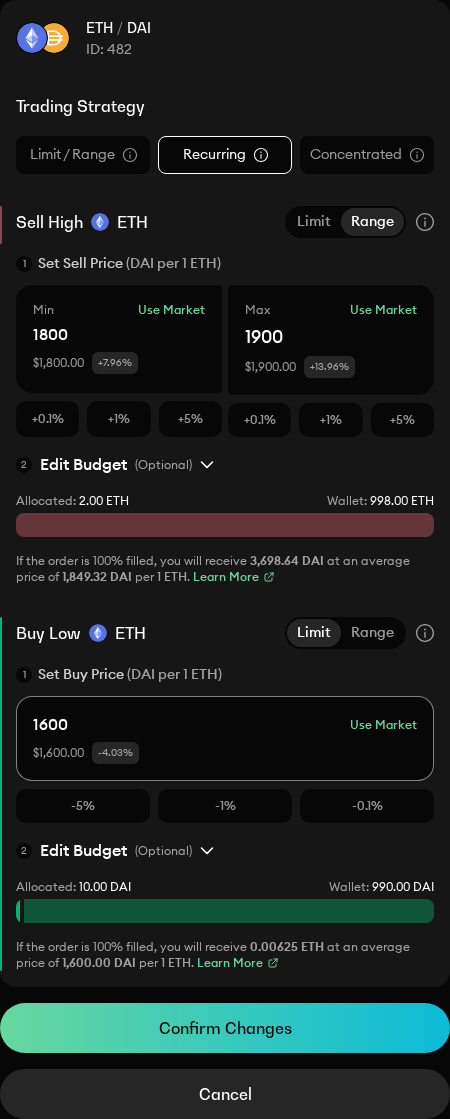 ETH / DAI
ID: 482
Trading Strategy
Limit / Range
Recurring
Concentrated
Sell High ETH
Limit Range
1 Set Sell Price (DAI per 1 ETH)
Min Use Market
1800
$1,800.00 +7.96%
Max Use Market
1900
$1,900.00 +13.96%
+0.1% +1% +5% +0.1% +1% +5%
2 Edit Budget (Optional)
Allocated: 2.00 ETH Wallet: 998.00 ETH
If the order is 100% filled, you will receive 3,698.64 DAI at an average
price of 1,849.32 DAI per 1 ETH. Learn More
Buy Low ETH
Limit Range
1 Set Buy Price (DAI per 1 ETH)
1600 Use Market
$1,600.00 -4.03%
-5% -1% -0.1%
2 Edit Budget (Optional)
Allocated: 10.00 DAI Wallet: 990.00 DAI
If the order is 100% filled, you will receive 0.00625 ETH at an average
price of 1,600.00 DAI per 1 ETH. Learn More
Confirm Changes
Cancel